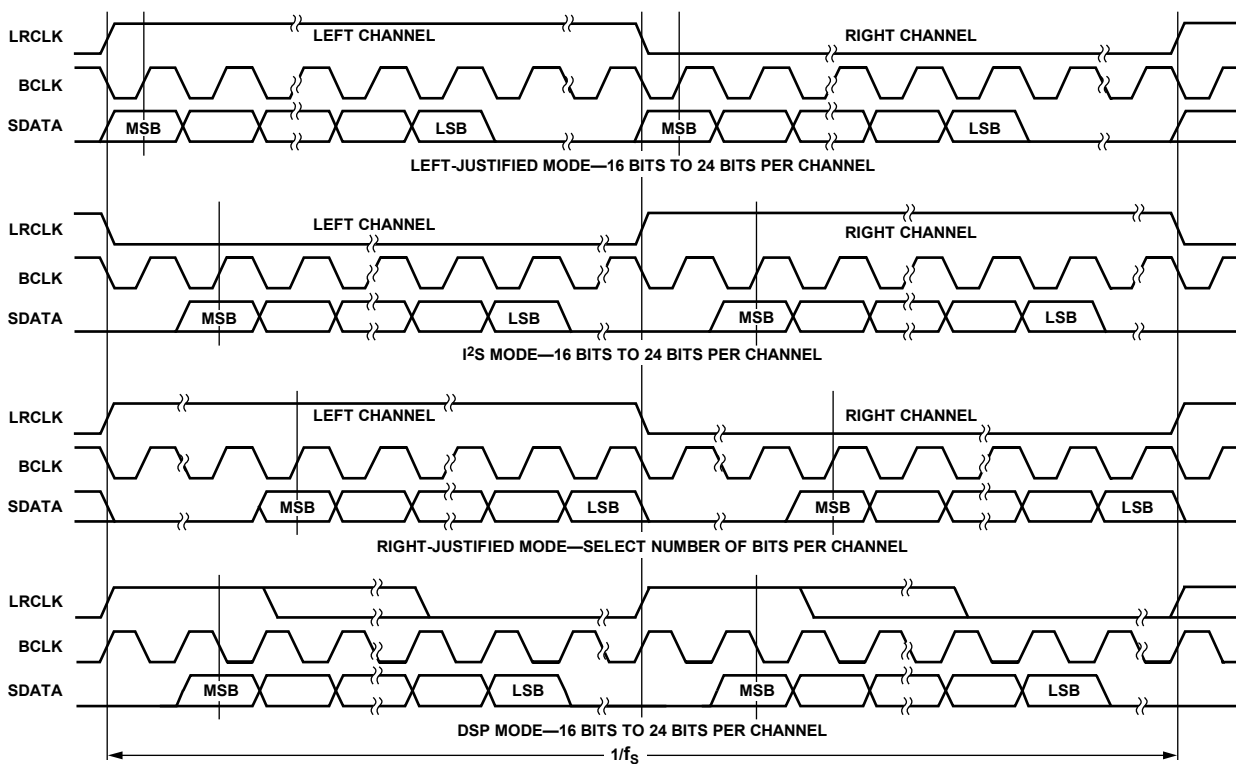 LRCLK LEFT CHANNEL RIGHT CHANNEL
BCLK
SDATA MSB LSB MSB LSB
LEFT-JUSTIFIED MODE—16 BITS TO 24 BITS PER CHANNEL
LRCLK LEFT CHANNEL RIGHT CHANNEL
BCLK
SDATA MSB LSB MSB LSB
I²S MODE—16 BITS TO 24 BITS PER CHANNEL
LRCLK LEFT CHANNEL RIGHT CHANNEL
BCLK
SDATA MSB LSB MSB LSB
RIGHT-JUSTIFIED MODE—SELECT NUMBER OF BITS PER CHANNEL
LRCLK
BCLK
SDATA MSB LSB MSB LSB
DSP MODE—16 BITS TO 24 BITS PER CHANNEL
1/fS